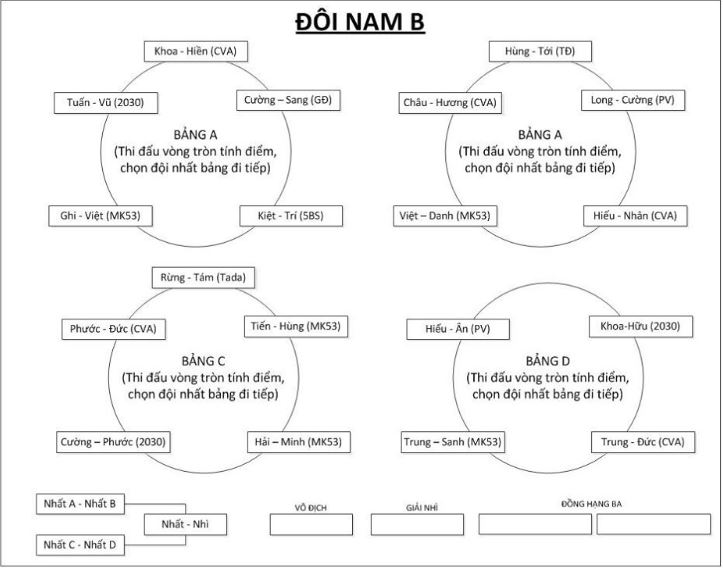 ĐÔI NAM B
Khoa - Hiền (CVA)
Tuấn - Vũ (2030)
Cường – Sang (GĐ)
BẢNG A
(Thi đấu vòng tròn tính điểm,
chọn đội nhất bảng đi tiếp)
Ghi - Việt (MK53)
Kiệt - Trí (5BS)
Hùng - Tới (TĐ)
Châu - Hương (CVA)
Long - Cường (PV)
BẢNG A
(Thi đấu vòng tròn tính điểm,
chọn đội nhất bảng đi tiếp)
Việt – Danh (MK53)
Hiếu - Nhân (CVA)
Rừng - Tám (Tada)
Phước - Đức (CVA)
Tiến - Hùng (MK53)
BẢNG C
(Thi đấu vòng tròn tính điểm,
chọn đội nhất bảng đi tiếp)
Cường – Phước (2030)
Hải – Minh (MK53)
Hiếu - Ân (PV)
Khoa-Hữu (2030)
BẢNG D
(Thi đấu vòng tròn tính điểm,
chọn đội nhất bảng đi tiếp)
Trung – Sanh (MK53)
Trung - Đức (CVA)
Nhất A - Nhất B
Nhất - Nhì
Nhất C - Nhất D
VÔ ĐỊCH
GIẢI NHÌ
ĐỒNG HẠNG BA